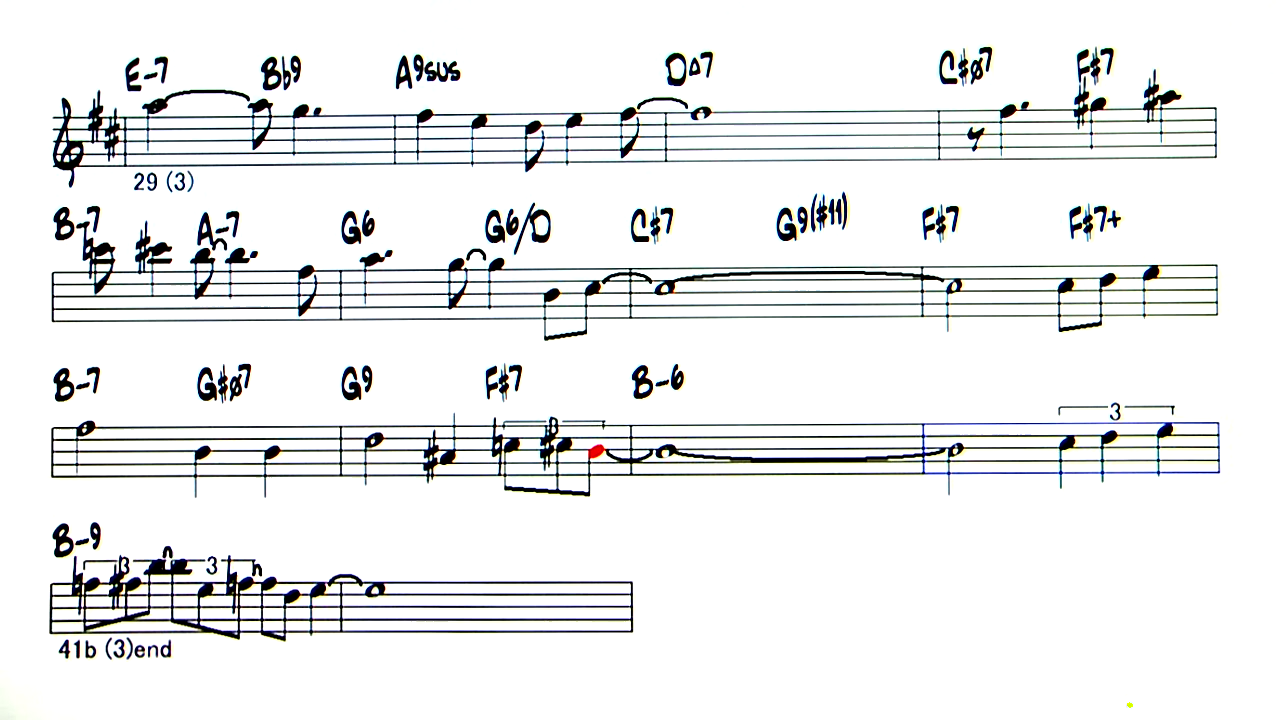 E-7 Bb9 A9sus D△7 C#ø7 F#7
29 (3)
B-7 A-7 G6 G6/D C#7 G9(#11) F#7 F#7+
B-7 G#ø7 G9 F#7 B-6
3 3
B-9
3 3
41b (3)end